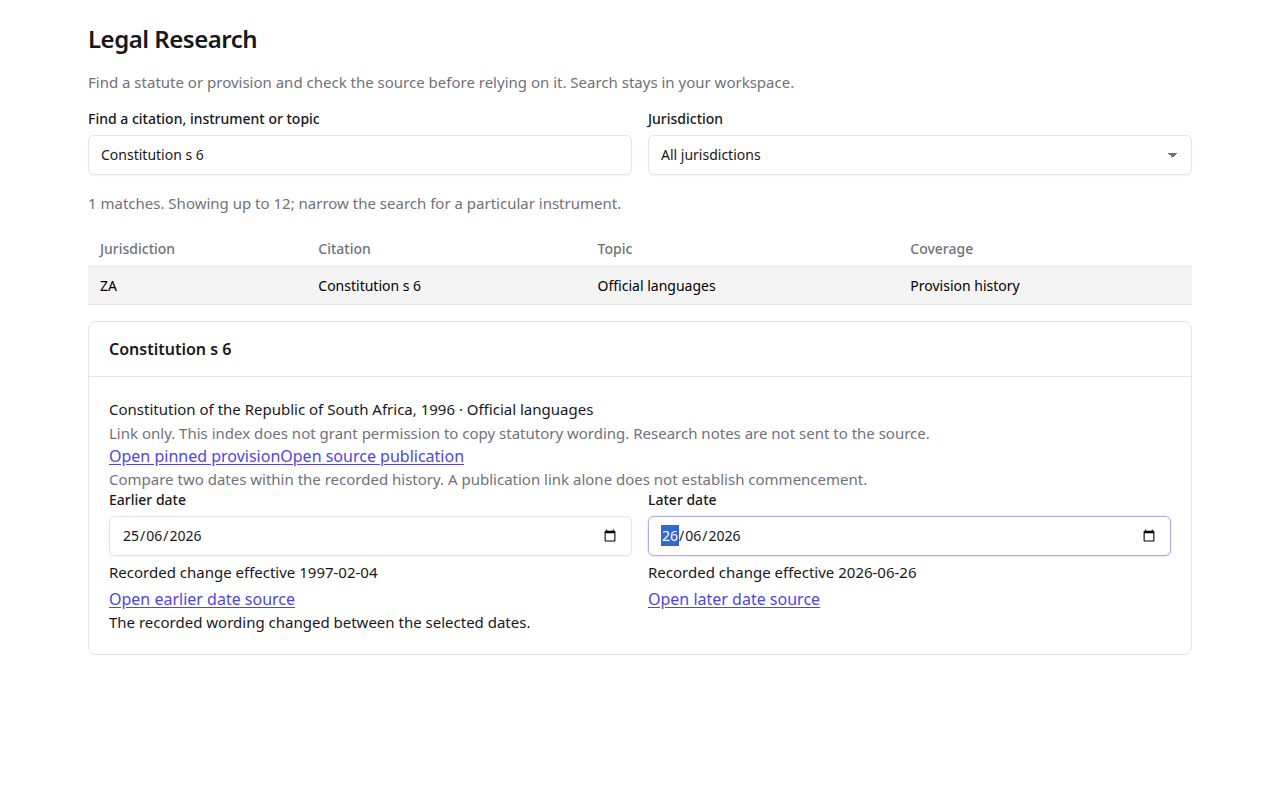 Legal Research
Find a statute or provision and check the source before relying on it. Search stays in your workspace.
Find a citation, instrument or topic
Jurisdiction
Constitution s 6
All jurisdictions
1 matches. Showing up to 12; narrow the search for a particular instrument.
Jurisdiction Citation Topic Coverage
ZA Constitution s 6 Official languages Provision history
Constitution s 6
Constitution of the Republic of South Africa, 1996 · Official languages
Link only. This index does not grant permission to copy statutory wording. Research notes are not sent to the source.
Open pinned provisionOpen source publication
Compare two dates within the recorded history. A publication link alone does not establish commencement.
Earlier date
Later date
25/06/2026
26/06/2026
Recorded change effective 1997-02-04
Recorded change effective 2026-06-26
Open earlier date source
Open later date source
The recorded wording changed between the selected dates.